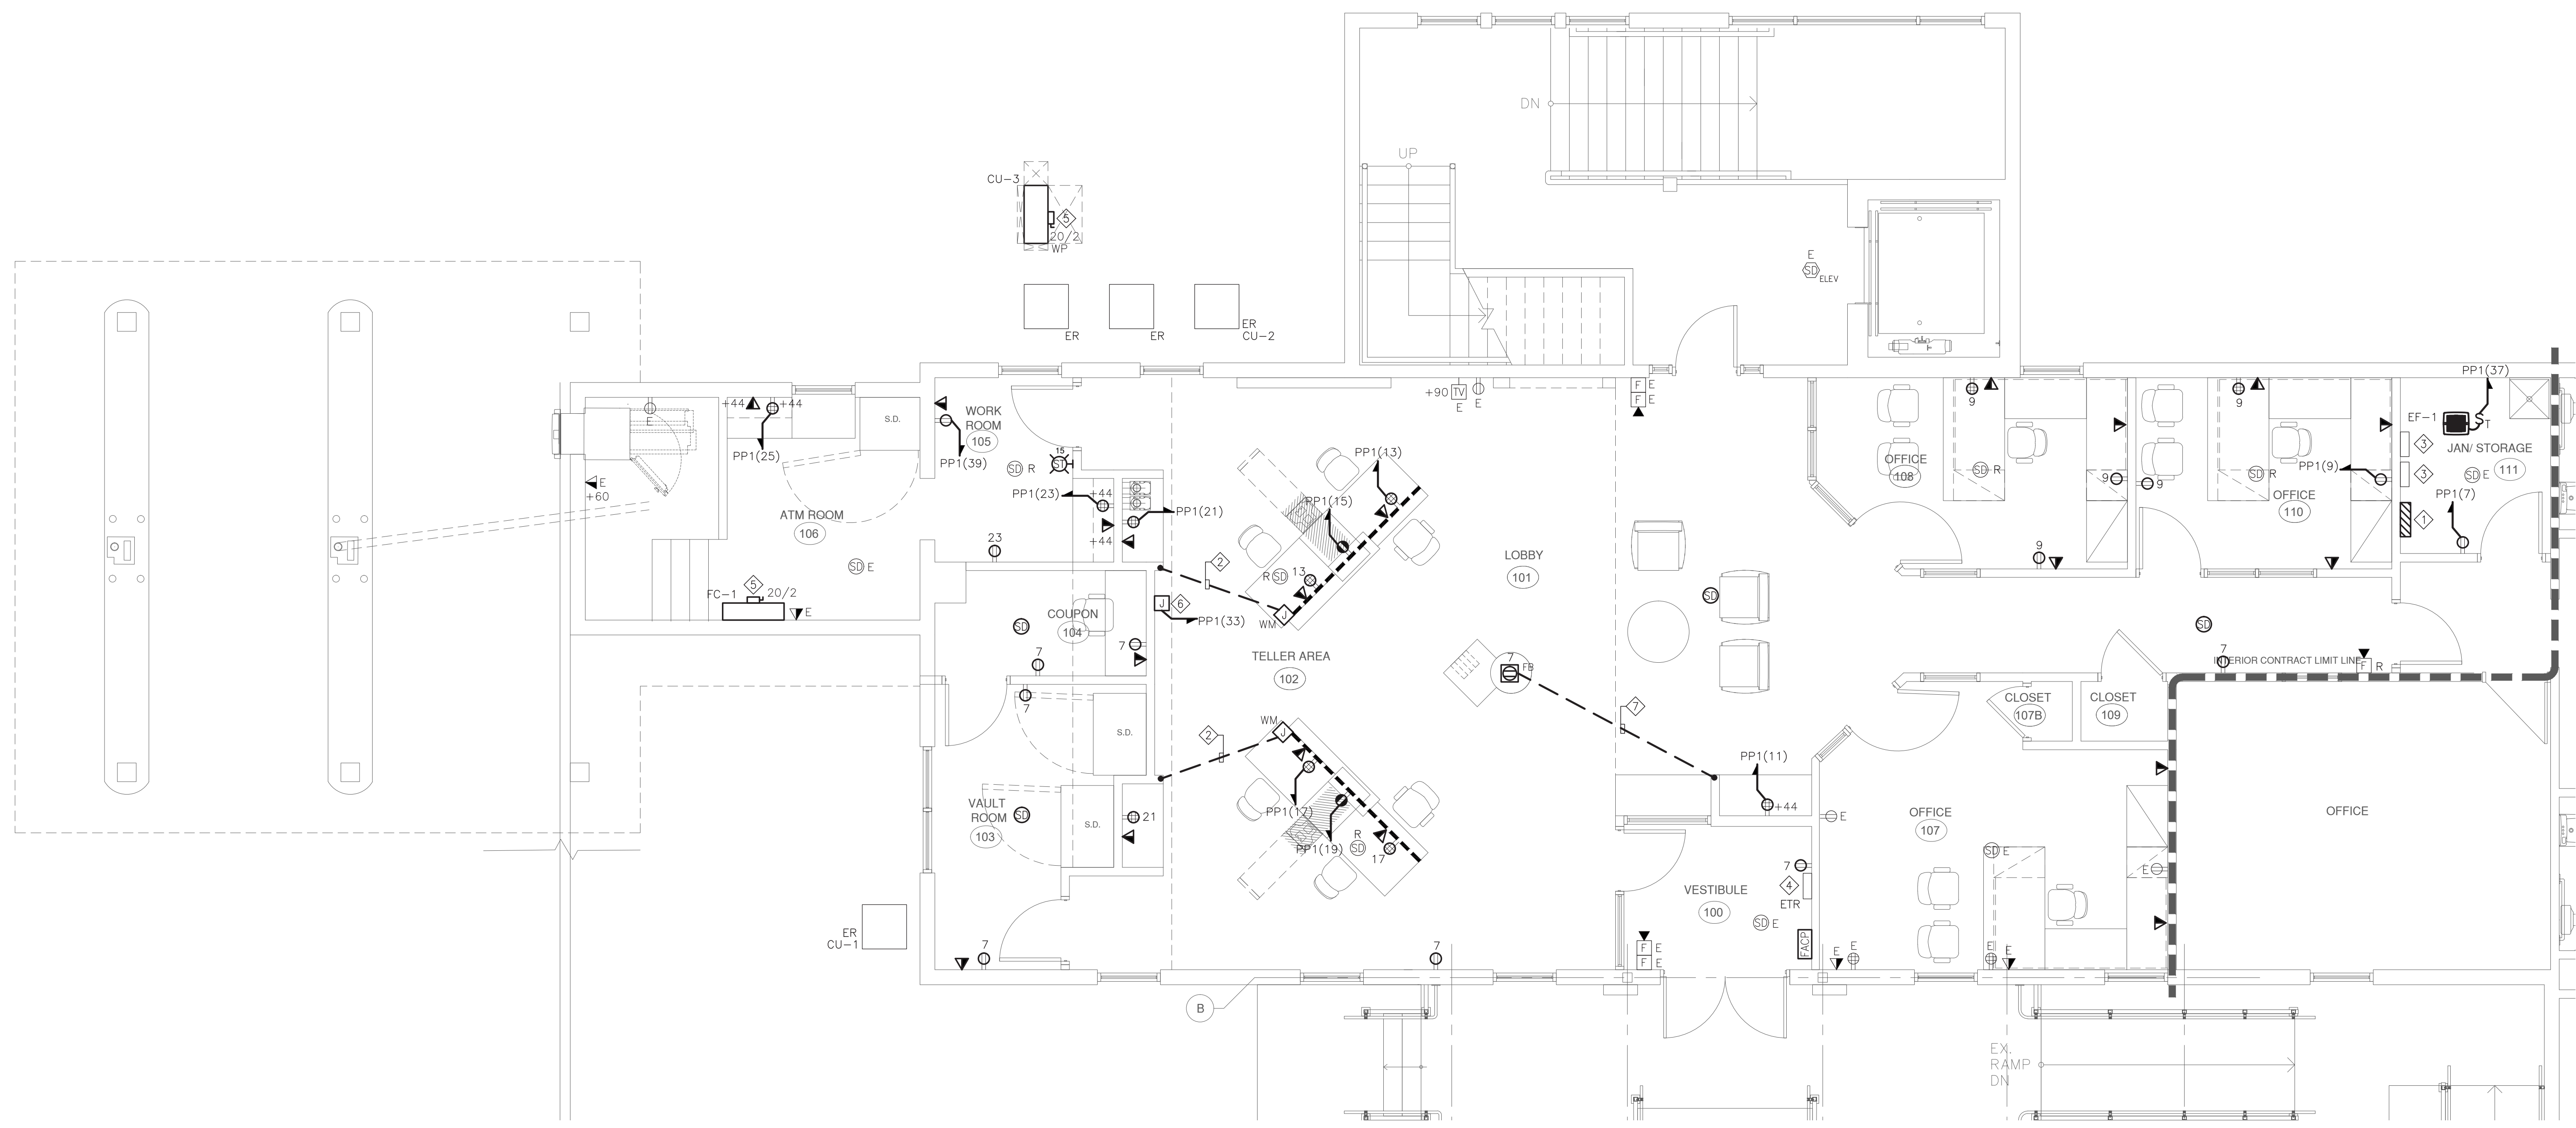 DN
UP
CU-3
5
20/2
WP
E
SD
ELEV
ER
ER
ER
CU-2
PP1(37)
+90
TV
E
E
F
E
F
E
+44
+44
E
PP1(25)
S.D.
WORK
ROOM
105
PP1(39)
SD R
15
ST
PP1(23)
+44
PP1(21)
+44
PP1(13)
PP1(15)
9
OFFICE
108
SD R
9
9
9
9
SD R
PP1(9)
OFFICE
110
EF-1
T
3
3
JAN/ STORAGE
SD E
111
PP1(7)
1
E
+60
ATM ROOM
106
SD E
23
2
LOBBY
101
R SD
13
J
WM
5
FC-1
20/2
E
COUPON
104
SD
J
6
PP1(33)
SD
SD
7
7
7
7
TELLER AREA
102
7
FB
INTERIOR CONTRACT LIMIT LINE
F
R
CLOSET
107B
CLOSET
109
7
2
WM
J
S.D.
PP1(11)
+44
VAULT
ROOM
103
SD
S.D.
21
PP1(17)
PP1(19)
R
SD
17
E
OFFICE
107
OFFICE
SD E
E
7
4
ETR
VESTIBULE
100
SD E
FACP
ER
CU-1
7
7
F
E
F
E
E
E
E
E
B
EX.
RAMP
DN